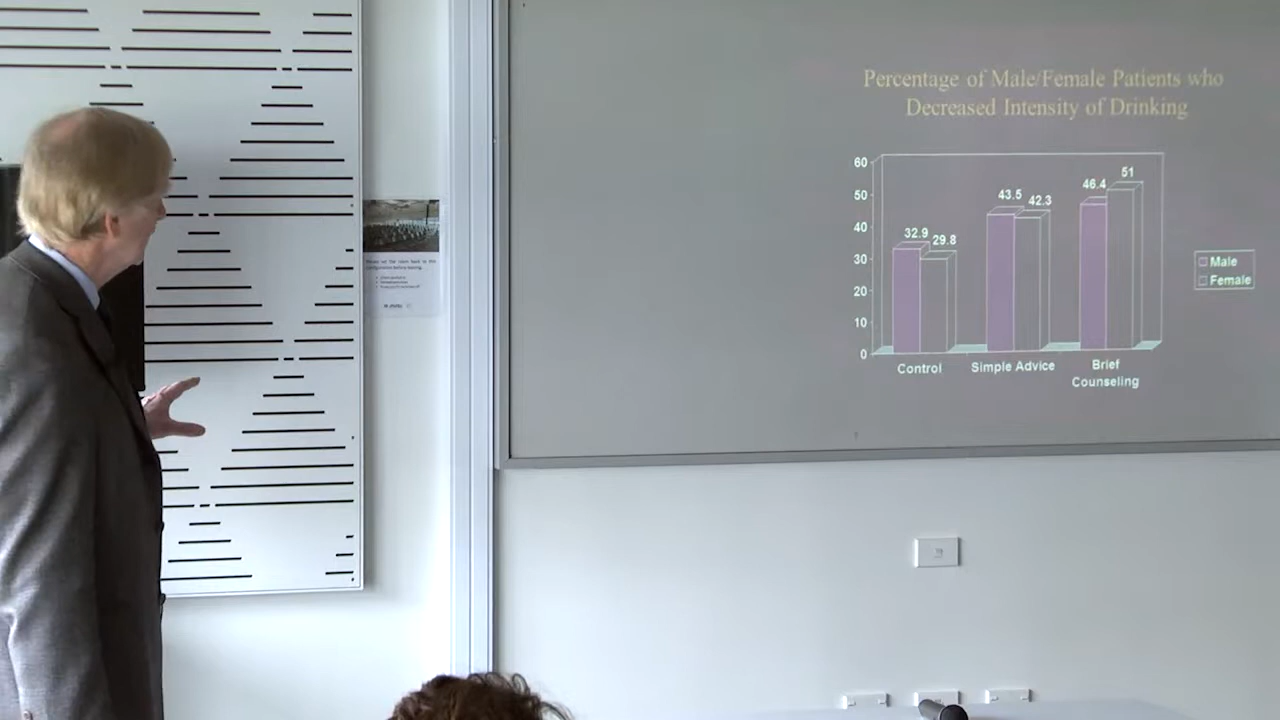 Percentage of Male/Female Patients who
Decreased Intensity of Drinking
60
50
40
30
20
10
0
32.9
29.8
43.5
42.3
46.4
51
Control
Simple Advice
Brief
Counseling
Male
Female